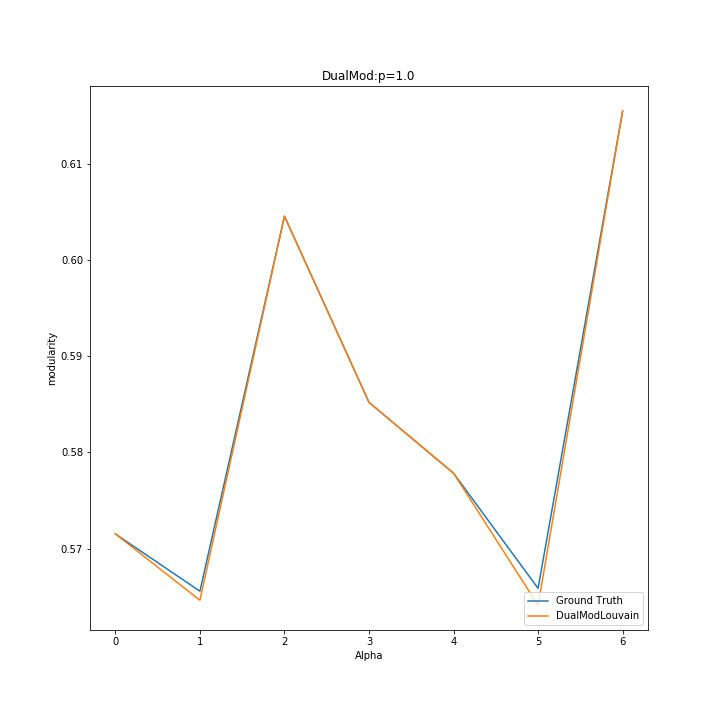 DualMod:p=1.0
0.61
0.60
0.59
0.58
0.57
modularity
0 1 2 3 4 5 6
Alpha
Ground Truth
DualModLouvain